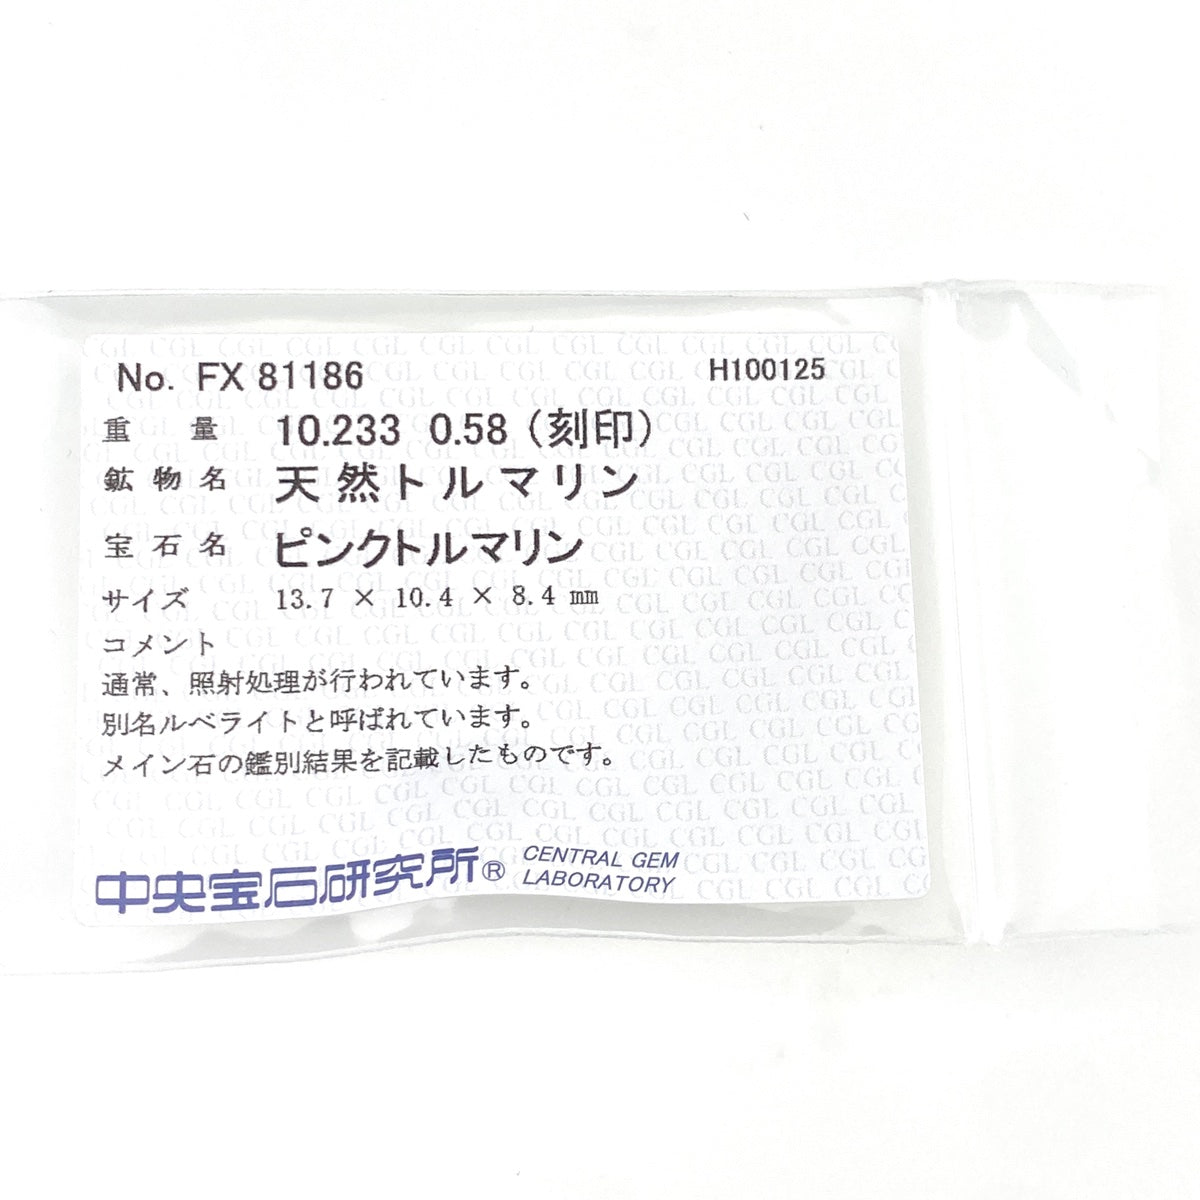 No. FX 81186 H100125
重量 10.233 0.58 (刻印)
鉱物名 天然トルマリン
宝石名 ピンクトルマリン
サイズ 13.7 × 10.4 × 8.4 mm
コメント
通常、照射処理が行われています。
別名ルベライトと呼ばれています。
メイン石の鑑別結果を記載したものです。
中央宝石研究所® CENTRAL GEM
LABORATORY